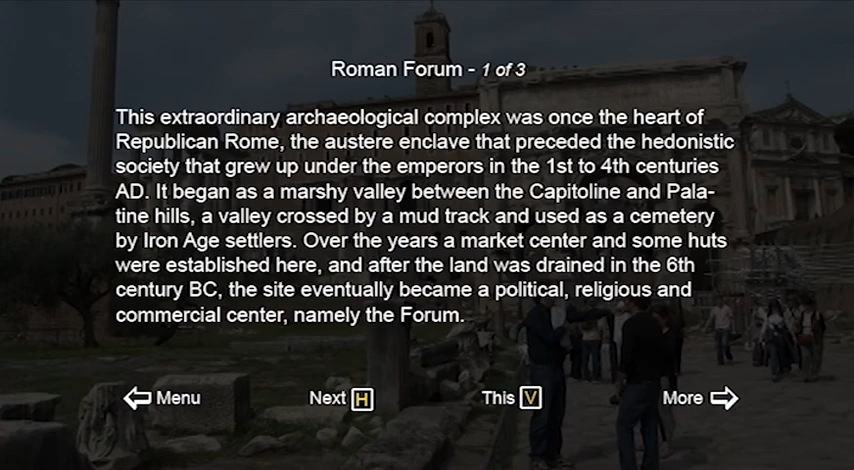 Roman Forum - 1 of 3
This extraordinary archaeological complex was once the heart of
Republican Rome, the austere enclave that preceded the hedonistic
society that grew up under the emperors in the 1st to 4th centuries
AD. It began as a marshy valley between the Capitoline and Pala-
tine hills, a valley crossed by a mud track and used as a cemetery
by Iron Age settlers. Over the years a market center and some huts
were established here, and after the land was drained in the 6th
century BC, the site eventually became a political, religious and
commercial center, namely the Forum.
Menu Next H This V More